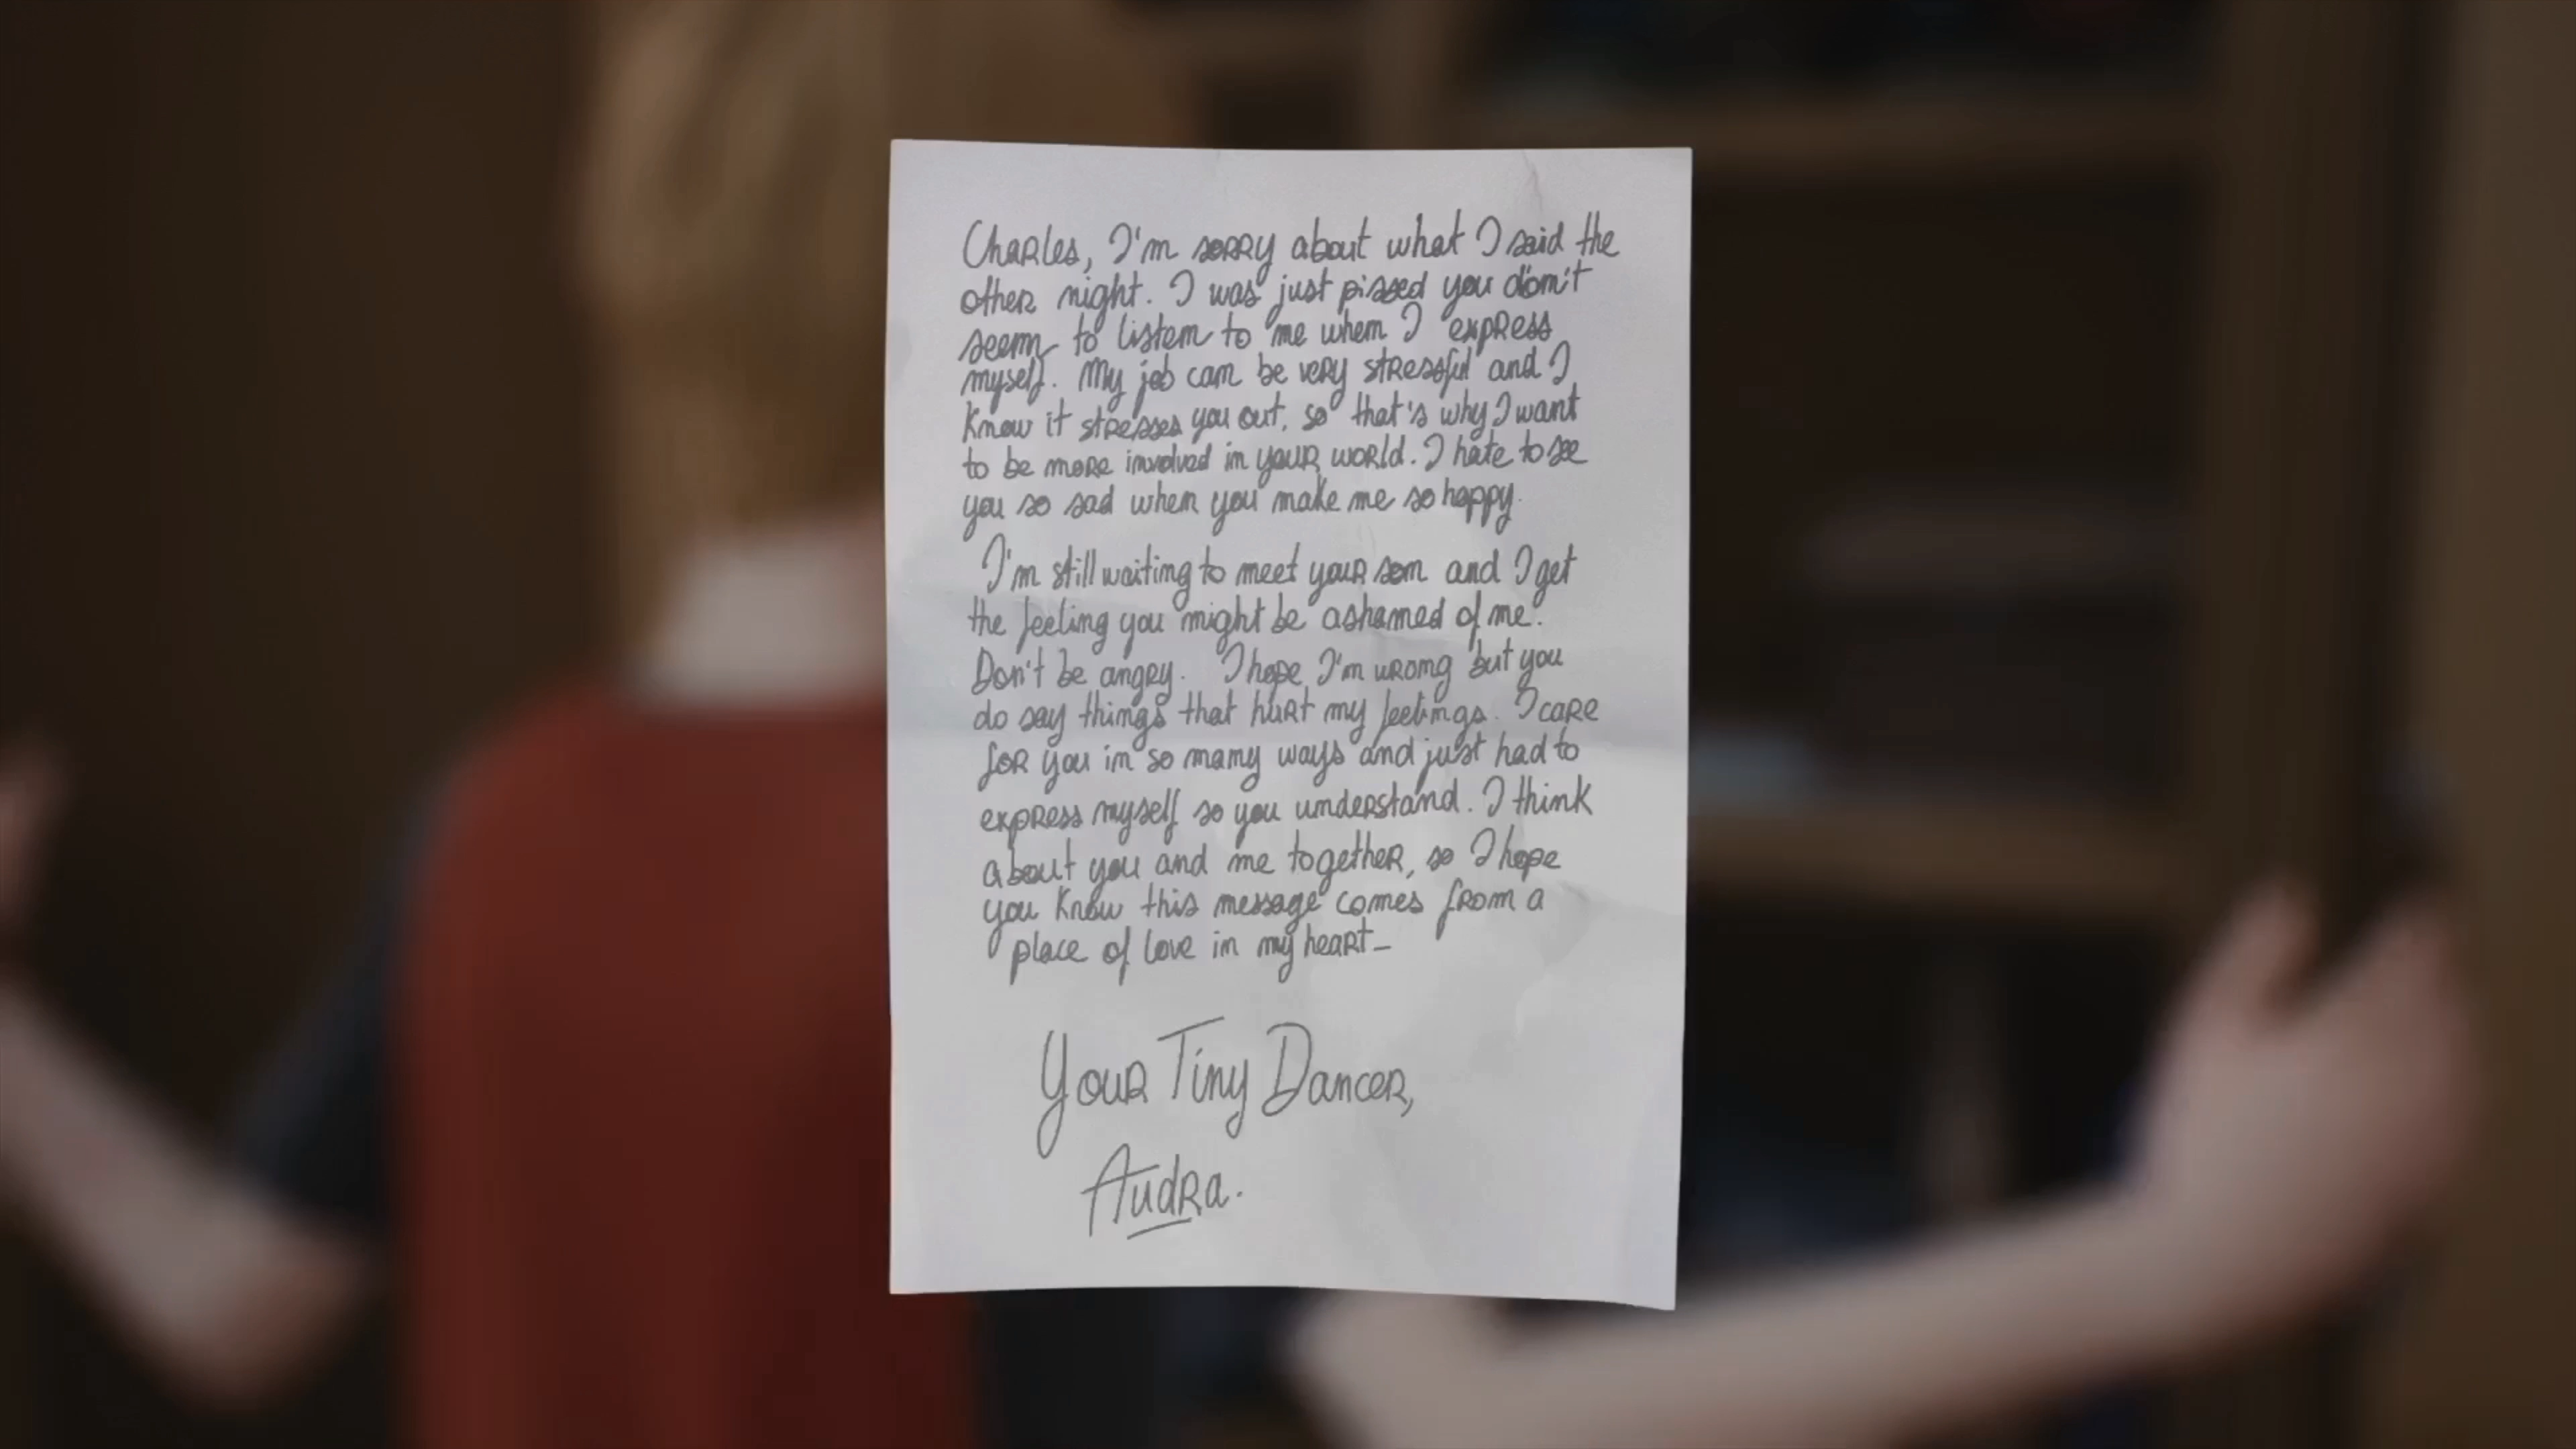 Charles, I'm sorry about what I said the
other night. I was just pissed you don't
seem to listen to me when I express
myself. My job can be very stressful and I
know it stresses you out, so that's why I want
to be more involved in your world. I hate to see
you so sad when you make me so happy.
I'm still waiting to meet your son and I get
the feeling you might be ashamed of me.
Don't be angry. I hope I'm wrong but you
do say things that hurt my feelings. I care
for you in so many ways and just had to
express myself so you understand. I think
about you and me together, so I hope
you know this message comes from a
place of love in my heart_
Your Tiny Dancer,
Audra.